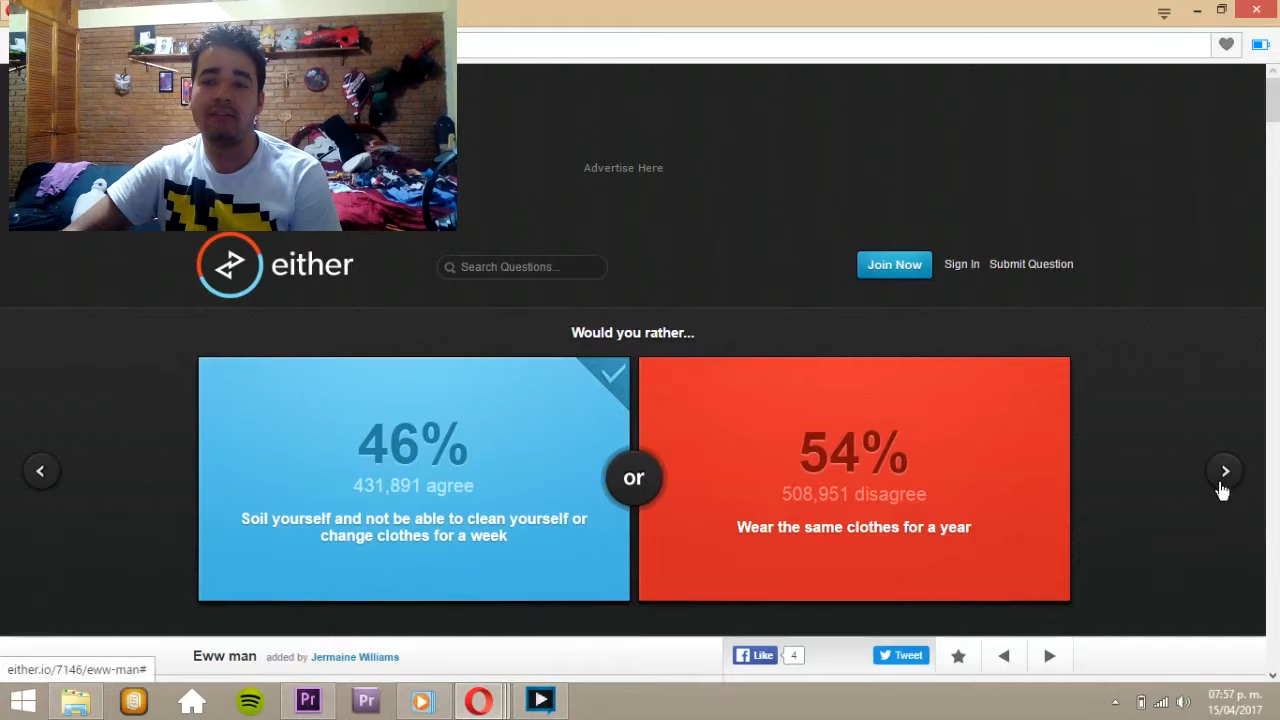 Advertise Here
either
Search Questions...
Join Now
Sign In
Submit Question
Would you rather...
46%
431,891 agree
Soil yourself and not be able to clean yourself or
change clothes for a week
or
54%
508,951 disagree
Wear the same clothes for a year
Eww man added by Jermaine Williams
Like
4
Tweet
either.io/7146/eww-man#
Pr
Pr
07:57 p. m.
15/04/2017